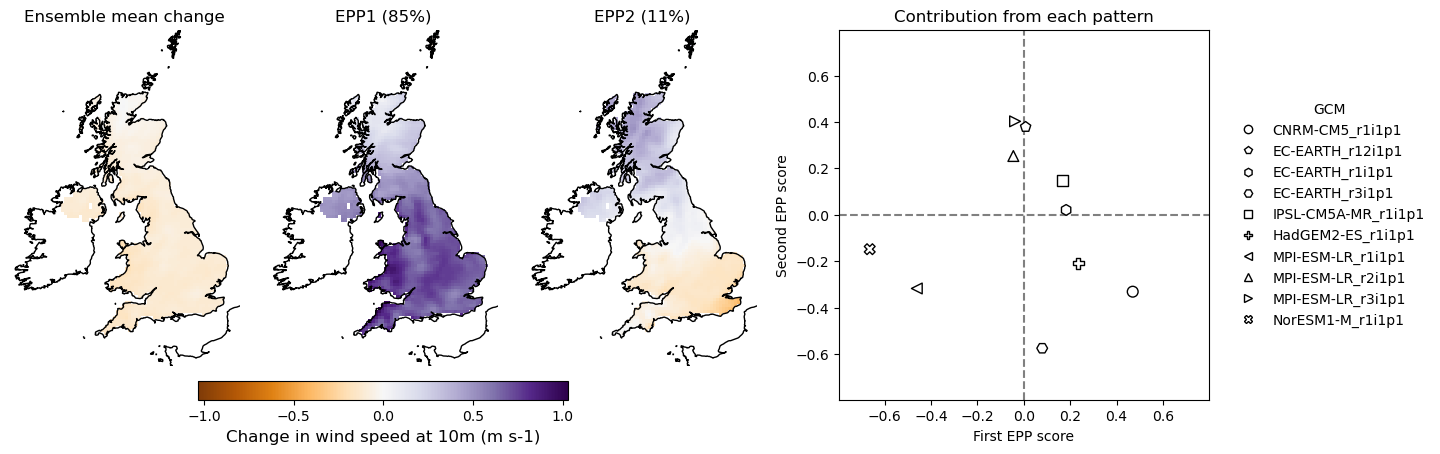 Ensemble mean change
EPP1 (85%)
EPP2 (11%)
Contribution from each pattern
−1.0 −0.5 0.0 0.5 1.0
Change in wind speed at 10m (m s-1)
Second EPP score
0.6
0.4
0.2
0.0
−0.2
−0.4
−0.6
−0.6 −0.4 −0.2 0.0 0.2 0.4 0.6
First EPP score
GCM
CNRM-CM5_r1i1p1
EC-EARTH_r12i1p1
EC-EARTH_r1i1p1
EC-EARTH_r3i1p1
IPSL-CM5A-MR_r1i1p1
HadGEM2-ES_r1i1p1
MPI-ESM-LR_r1i1p1
MPI-ESM-LR_r2i1p1
MPI-ESM-LR_r3i1p1
NorESM1-M_r1i1p1